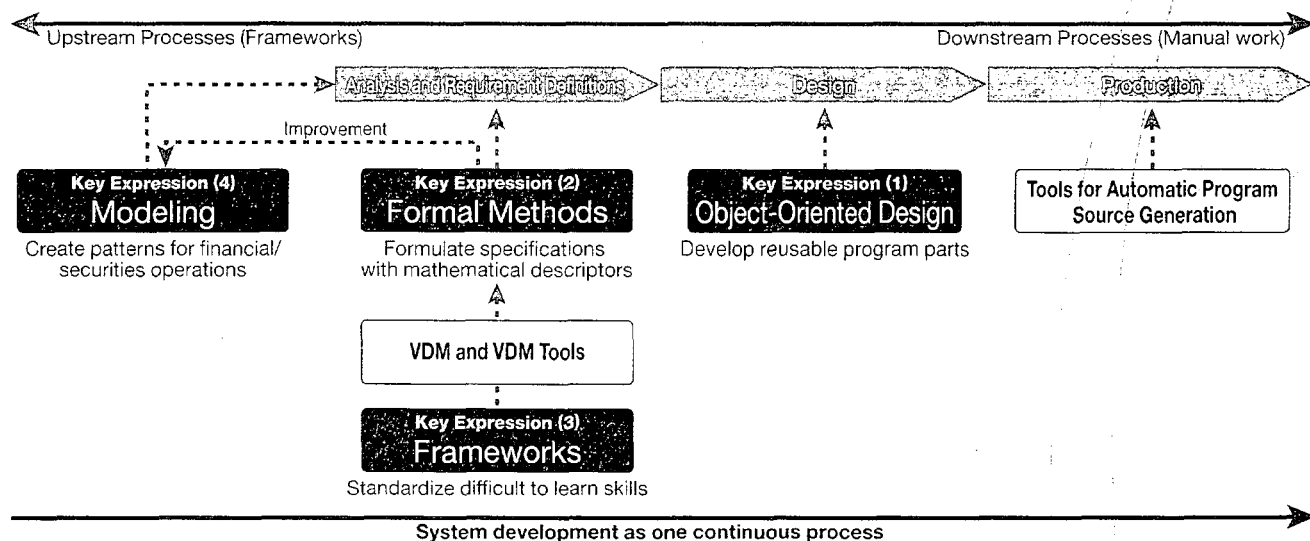 Upstream Processes (Frameworks)
Downstream Processes (Manual work)
Analysis and Requirement Definitions
Design
Production
Improvement
Key Expression (4)
Modeling
Create patterns for financial/
securities operations
Key Expression (2)
Formal Methods
Formulate specifications
with mathematical descriptors
Key Expression (1)
Object-Oriented Design
Develop reusable program parts
Tools for Automatic Program
Source Generation
VDM and VDM Tools
Key Expression (3)
Frameworks
Standardize difficult to learn skills
System development as one continuous process